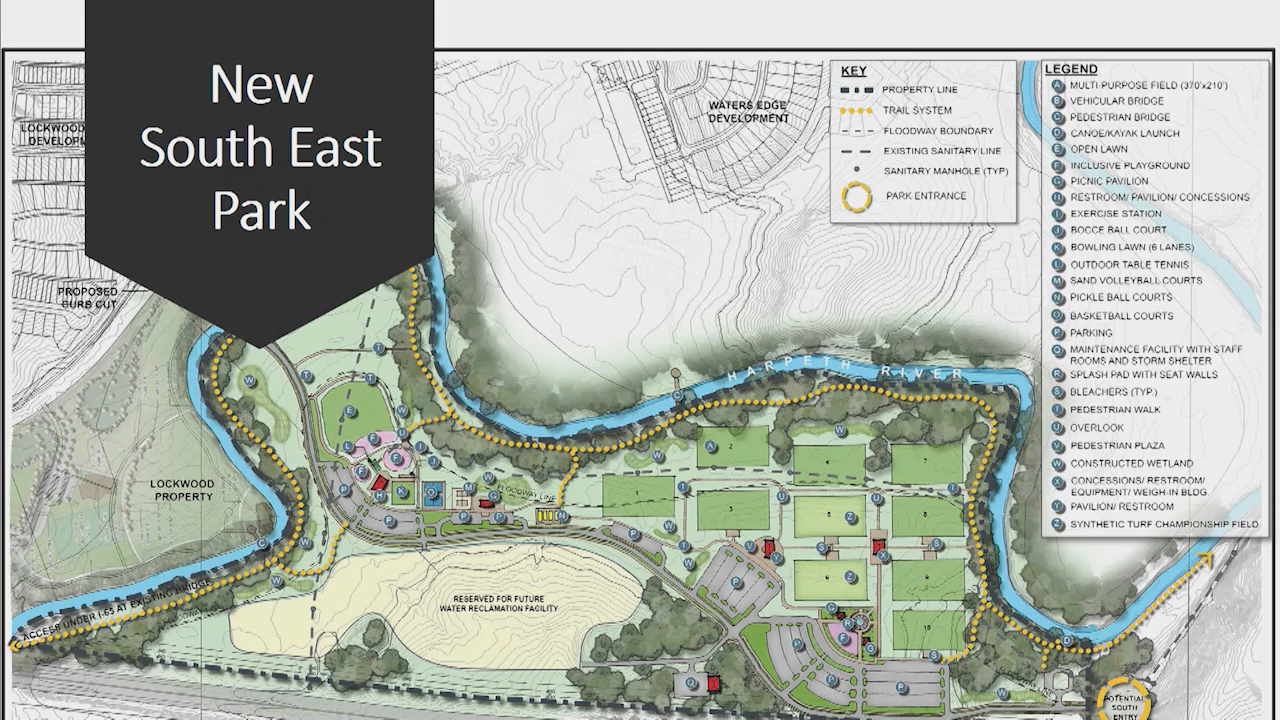 New
South East
Park
LOCKWOOD
DEVELOPM
PROPOSED
CURB CUT
WATERS EDGE
DEVELOPMENT
KEY
PROPERTY LINE
TRAIL SYSTEM
FLOODWAY BOUNDARY
EXISTING SANITARY LINE
SANITARY MANHOLE (TYP)
PARK ENTRANCE
LEGEND
A MULTI-PURPOSE FIELD (370'x210')
B VEHICULAR BRIDGE
C PEDESTRIAN BRIDGE
D CANOE/KAYAK LAUNCH
E OPEN LAWN
F INCLUSIVE PLAYGROUND
G PICNIC PAVILION
H RESTROOM/ PAVILION/ CONCESSIONS
I EXERCISE STATION
J BOCCE BALL COURT
K BOWLING LAWN (6 LANES)
L OUTDOOR TABLE TENNIS
M SAND VOLLEYBALL COURTS
N PICKLE BALL COURTS
O BASKETBALL COURTS
P PARKING
Q MAINTENANCE FACILITY WITH STAFF
ROOMS AND STORM SHELTER
R SPLASH PAD WITH SEAT WALLS
S BLEACHERS (TYP.)
T PEDESTRIAN WALK
U OVERLOOK
V PEDESTRIAN PLAZA
W CONSTRUCTED WETLAND
X CONCESSIONS/ RESTROOM/
EQUIPMENT/ WEIGH-IN BLDG.
Y PAVILION/ RESTROOM
Z SYNTHETIC TURF CHAMPIONSHIP FIELD
HARPETH RIVER
LOCKWOOD
PROPERTY
FLOODWAY LINE
ACCESS UNDER I-65 AT EXISTING BRIDGE
RESERVED FOR FUTURE
WATER RECLAMATION FACILITY
POTENTIAL
SOUTH
ENTRY